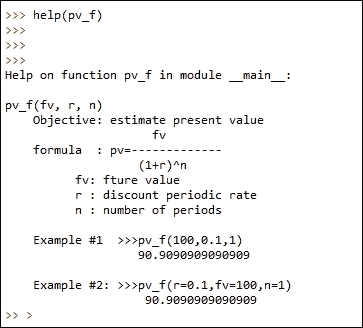 >>> help(pv_f)
>>>
>>>
>>>
Help on function pv_f in module __main__:
pv_f(fv, r, n)
Objective: estimate present value
fv
formula : pv=-------------
(1+r)^n
fv: fture value
r : discount periodic rate
n : number of periods
Example #1 >>>pv_f(100,0.1,1)
90.9090909090909
Example #2: >>>pv_f(r=0.1,fv=100,n=1)
90.9090909090909
>> >